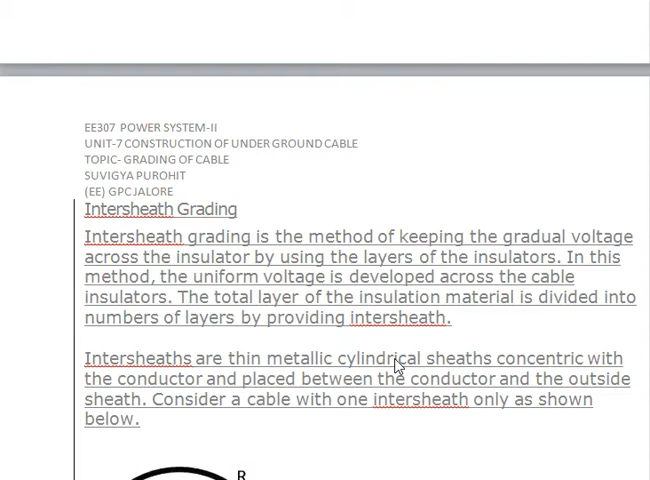 EE307 POWER SYSTEM-II
UNIT-7 CONSTRUCTION OF UNDER GROUND CABLE
TOPIC- GRADING OF CABLE
SUVIGYA PUROHIT
(EE) GPC JALORE
Intersheath Grading
Intersheath grading is the method of keeping the gradual voltage
across the insulator by using the layers of the insulators. In this
method, the uniform voltage is developed across the cable
insulators. The total layer of the insulation material is divided into
numbers of layers by providing intersheath.
Intersheaths are thin metallic cylindrical sheaths concentric with
the conductor and placed between the conductor and the outside
sheath. Consider a cable with one intersheath only as shown
below.
R